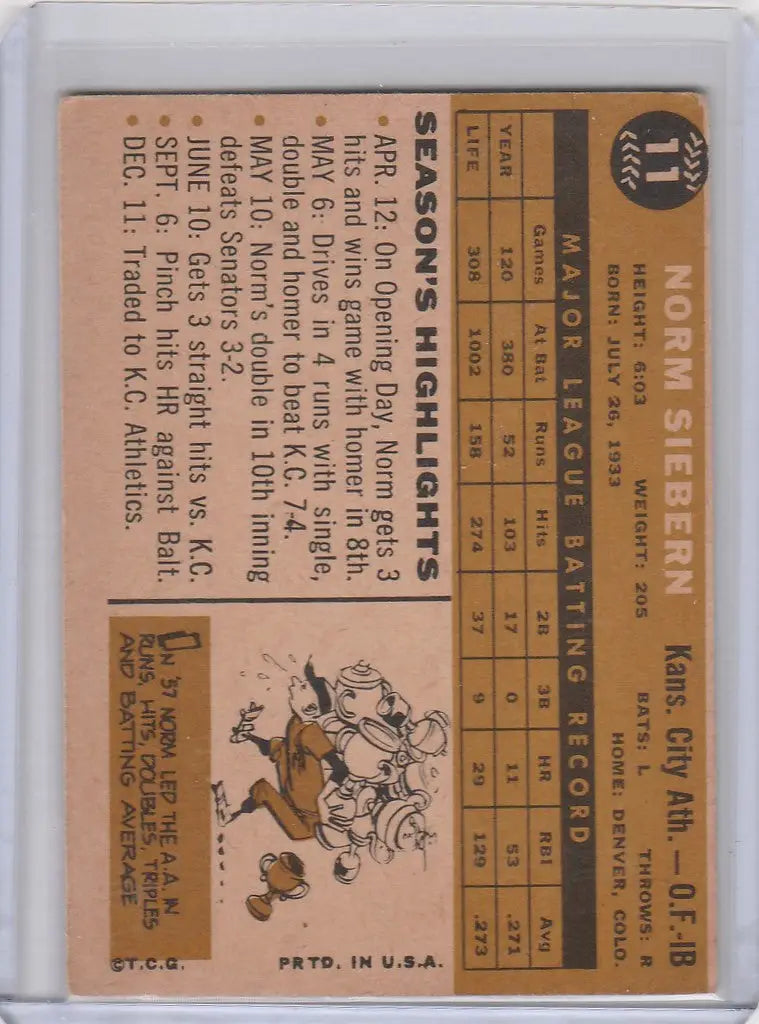 11
NORM SIEBERN Kans. City Ath. — O.F.-1B
HEIGHT: 6:03 WEIGHT: 205 BATS: L THROWS: R
BORN: JULY 26, 1933 HOME: DENVER, COLO.
MAJOR LEAGUE BATTING RECORD
Games At Bat Runs Hits 2B 3B HR RBI Avg
YEAR 120 380 52 103 17 0 11 53 .271
LIFE 308 1002 158 274 37 9 29 129 .273
SEASON'S HIGHLIGHTS
• APR. 12: On Opening Day, Norm gets 3
hits and wins game with homer in 8th.
• MAY 6: Drives in 4 runs with single,
double and homer to beat K.C. 7-4.
• MAY 10: Norm's double in 10th inning
defeats Senators 3-2.
• JUNE 10: Gets 3 straight hits vs. K.C.
• SEPT. 6: Pinch hits HR against Balt.
• DEC. 11: Traded to K.C. Athletics.
IN '57 NORM LED THE A.A. IN
RUNS, HITS, DOUBLES, TRIPLES
AND BATTING AVERAGE
©T.C.G. PRTD. IN U.S.A.